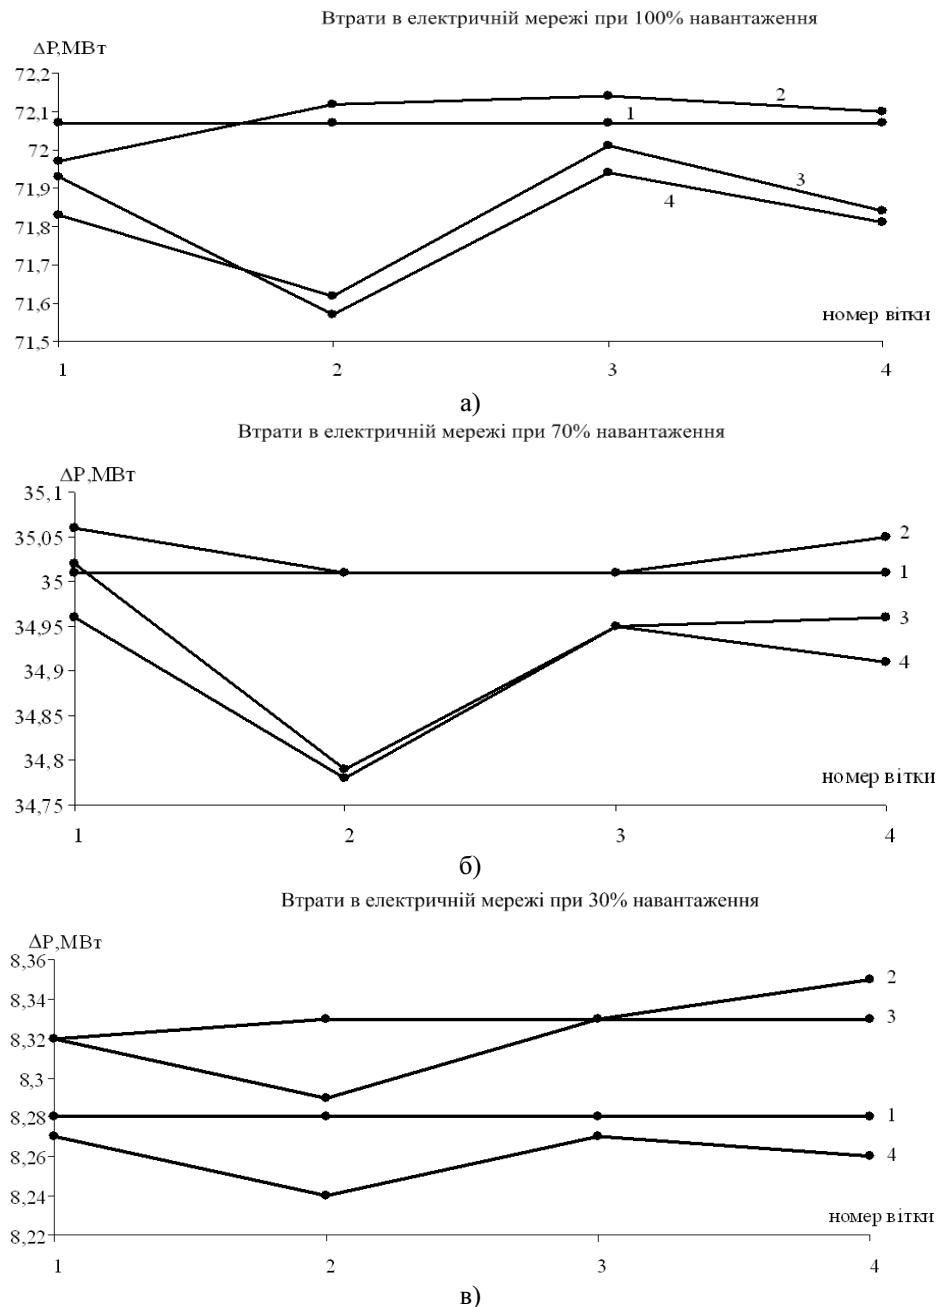 Втрати в електричній мережі при 100% навантаження
ΔP,МВт
72,2
72,1
72
71,9
71,8
71,7
71,6
71,5
2
1
3
4
номер вітки
1 2 3 4
а)
Втрати в електричній мережі при 70% навантаження
ΔP,МВт
35,1
35,05
35
34,95
34,9
34,85
34,8
34,75
2
1
3
4
номер вітки
1 2 3 4
б)
Втрати в електричній мережі при 30% навантаження
ΔP,МВт
8,36
8,34
8,32
8,3
8,28
8,26
8,24
8,22
2
3
1
4
номер вітки
1 2 3 4
в)